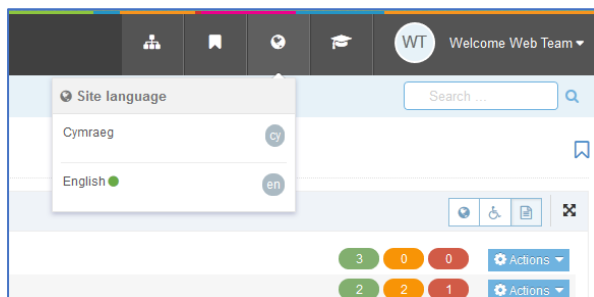 WT Welcome Web Team
Site language
Search ...
Cymraeg cy
English en
3 0 0 Actions
2 2 1 Actions